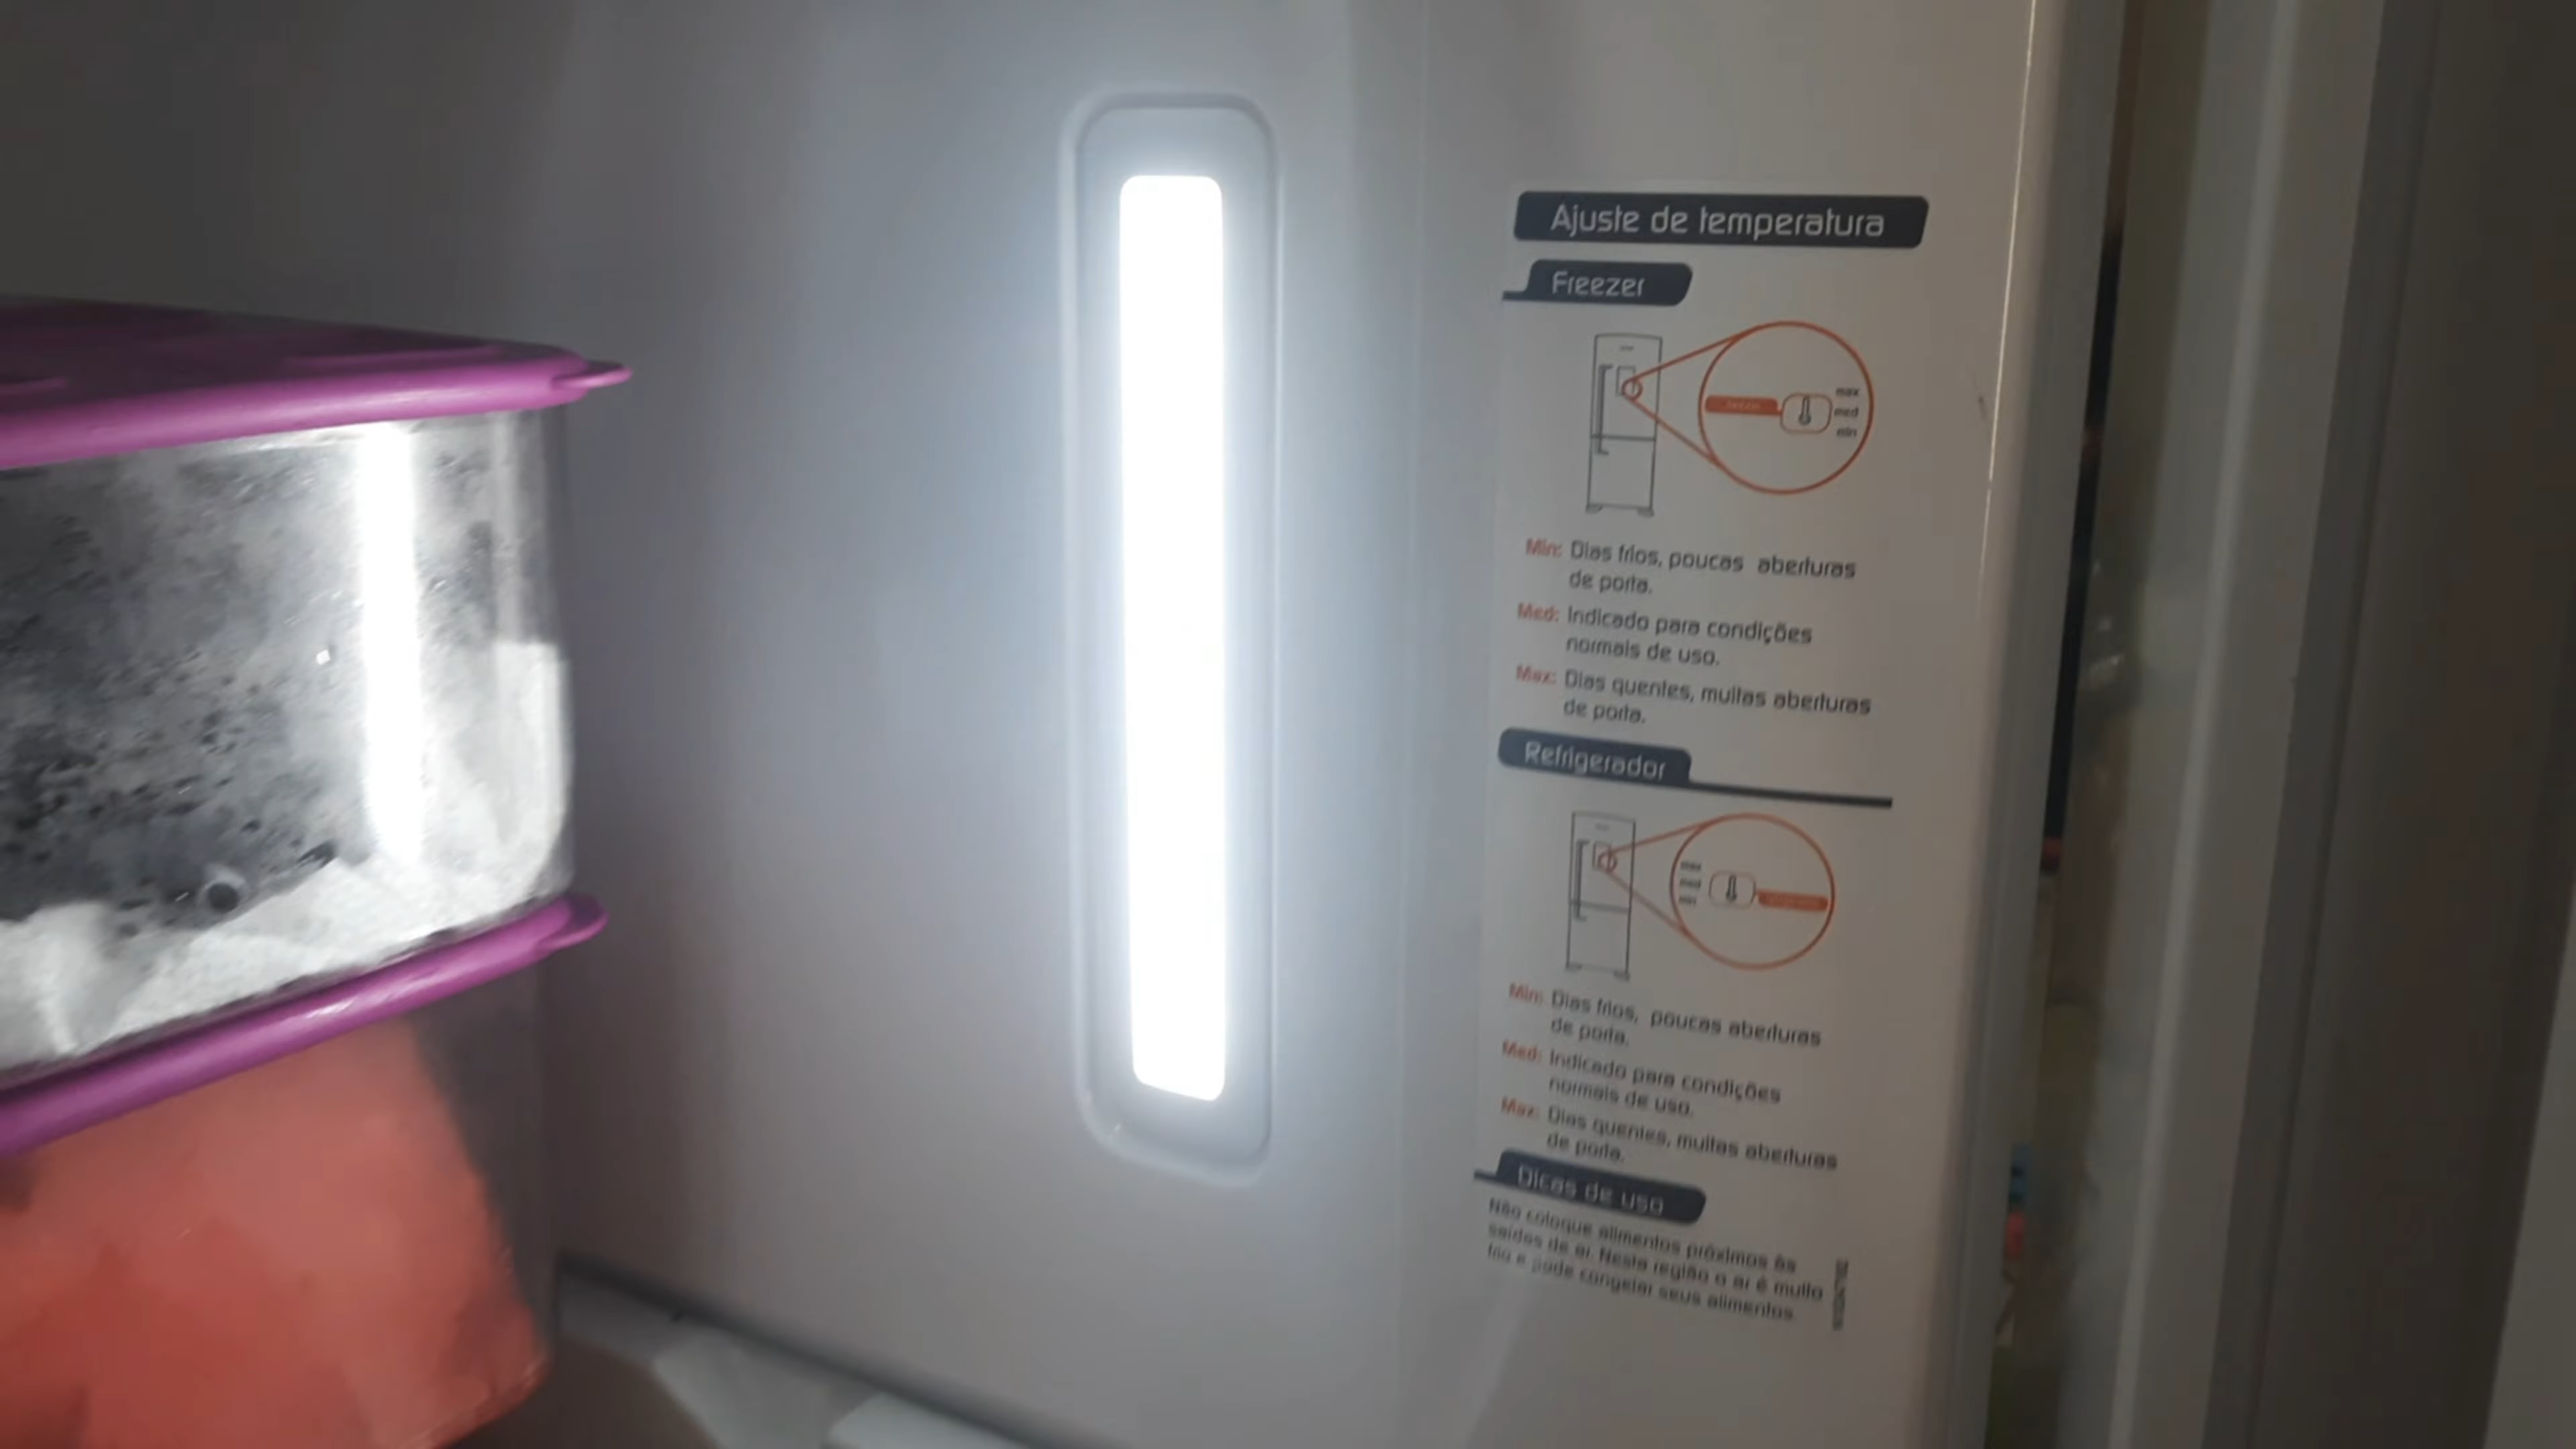 Ajuste de temperatura
Freezer
max
med
min
Min: Dias frios, poucas aberturas
de porta.
Med: Indicado para condições
normais de uso.
Max: Dias quentes, muitas aberturas
de porta.
Refrigerador
max
med
min
Min: Dias frios, poucas aberturas
de porta.
Med: Indicado para condições
normais de uso.
Max: Dias quentes, muitas aberturas
de porta.
Dicas de uso
Não coloque alimentos próximos às
saídas de ar. Nesta região o ar é muito
frio e pode congelar seus alimentos.